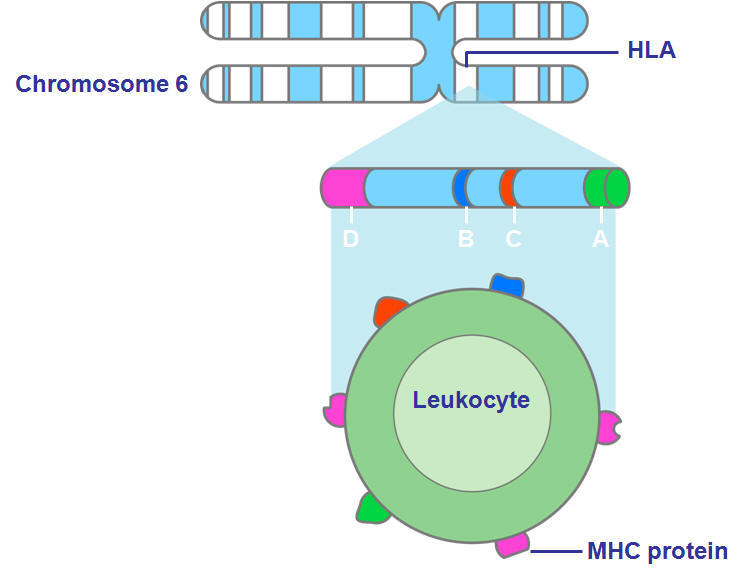 HLA
Chromosome 6
D B C A
Leukocyte
MHC protein